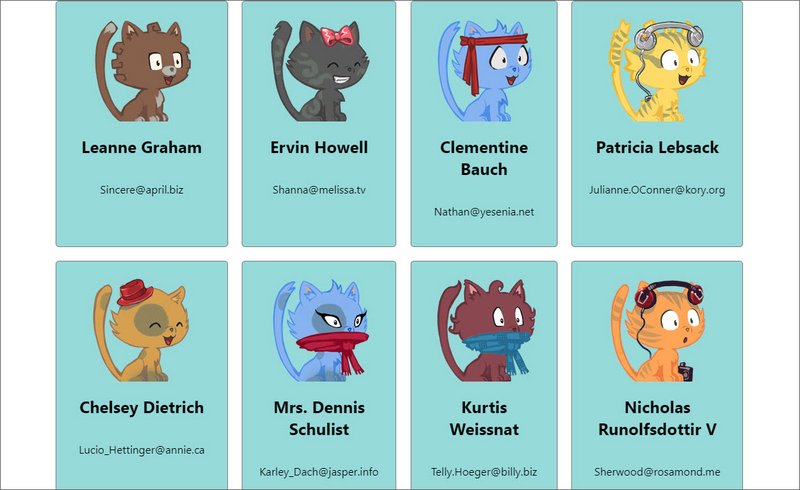 Leanne Graham
Sincere@april.biz
Ervin Howell
Shanna@melissa.tv
Clementine
Bauch
Nathan@yesenia.net
Patricia Lebsack
Julianne.OConner@kory.org
Chelsey Dietrich
Lucio_Hettinger@annie.ca
Mrs. Dennis
Schulist
Karley_Dach@jasper.info
Kurtis
Weissnat
Telly.Hoeger@billy.biz
Nicholas
Runolfsdottir V
Sherwood@rosamond.me